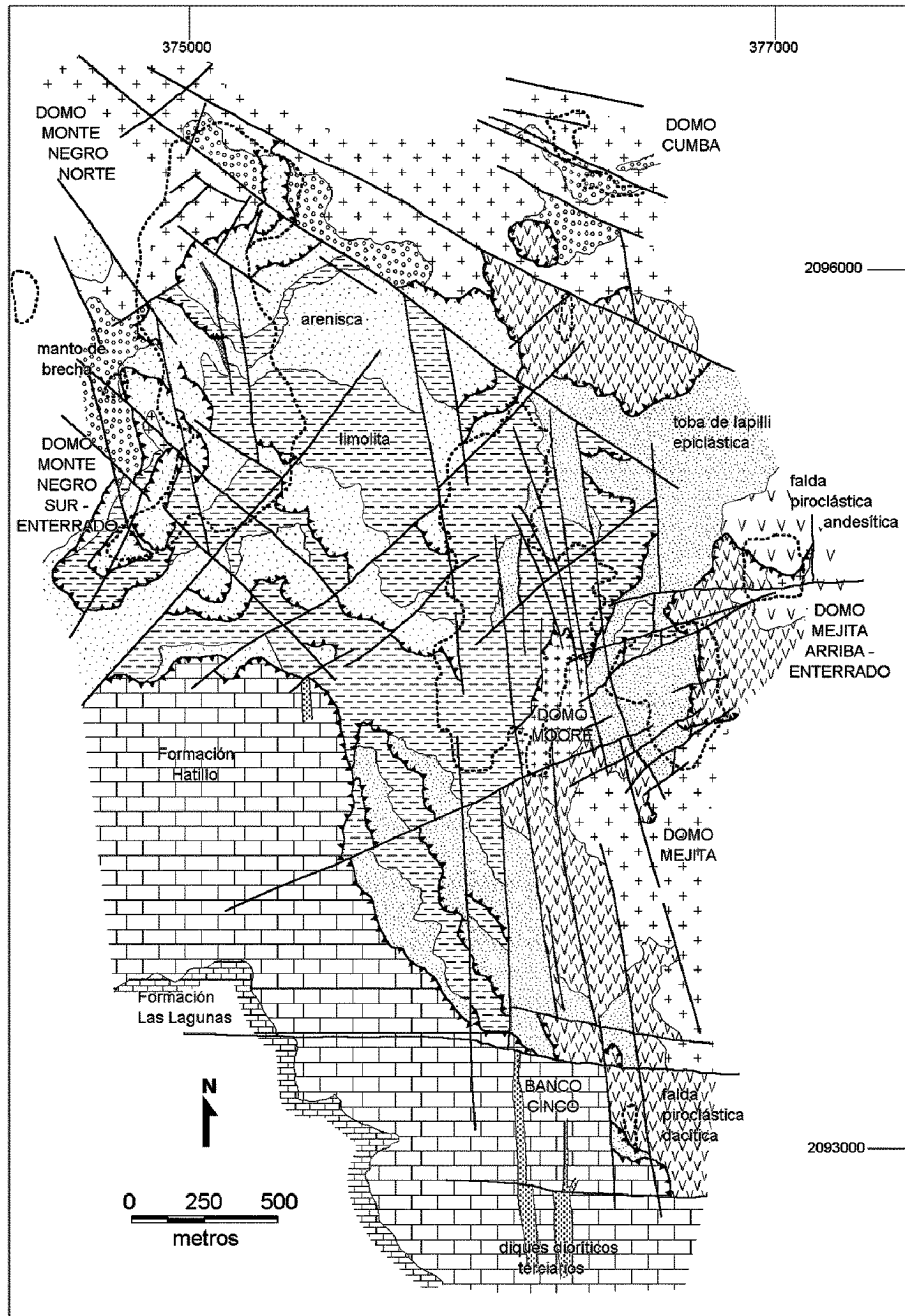 375000
377000
DOMO
MONTE
NEGRO
NORTE
DOMO
CUMBA
2096000
arenisca
manto de
brecha
limolita
toba de lapilli
epiclástica
DOMO
MONTE
NEGRO
SUR -
ENTERRADO
falda
piroclástica
andesítica
DOMO
MEJITA
ARRIBA -
ENTERRADO
DOMO
MOORE
Formación
Hatillo
DOMO
MEJITA
Formación
Las Lagunas
N
BANCO
CINCO
falda
piroclástica
dacítica
2093000
0 250 500
metros
diques dioríticos
terciarios